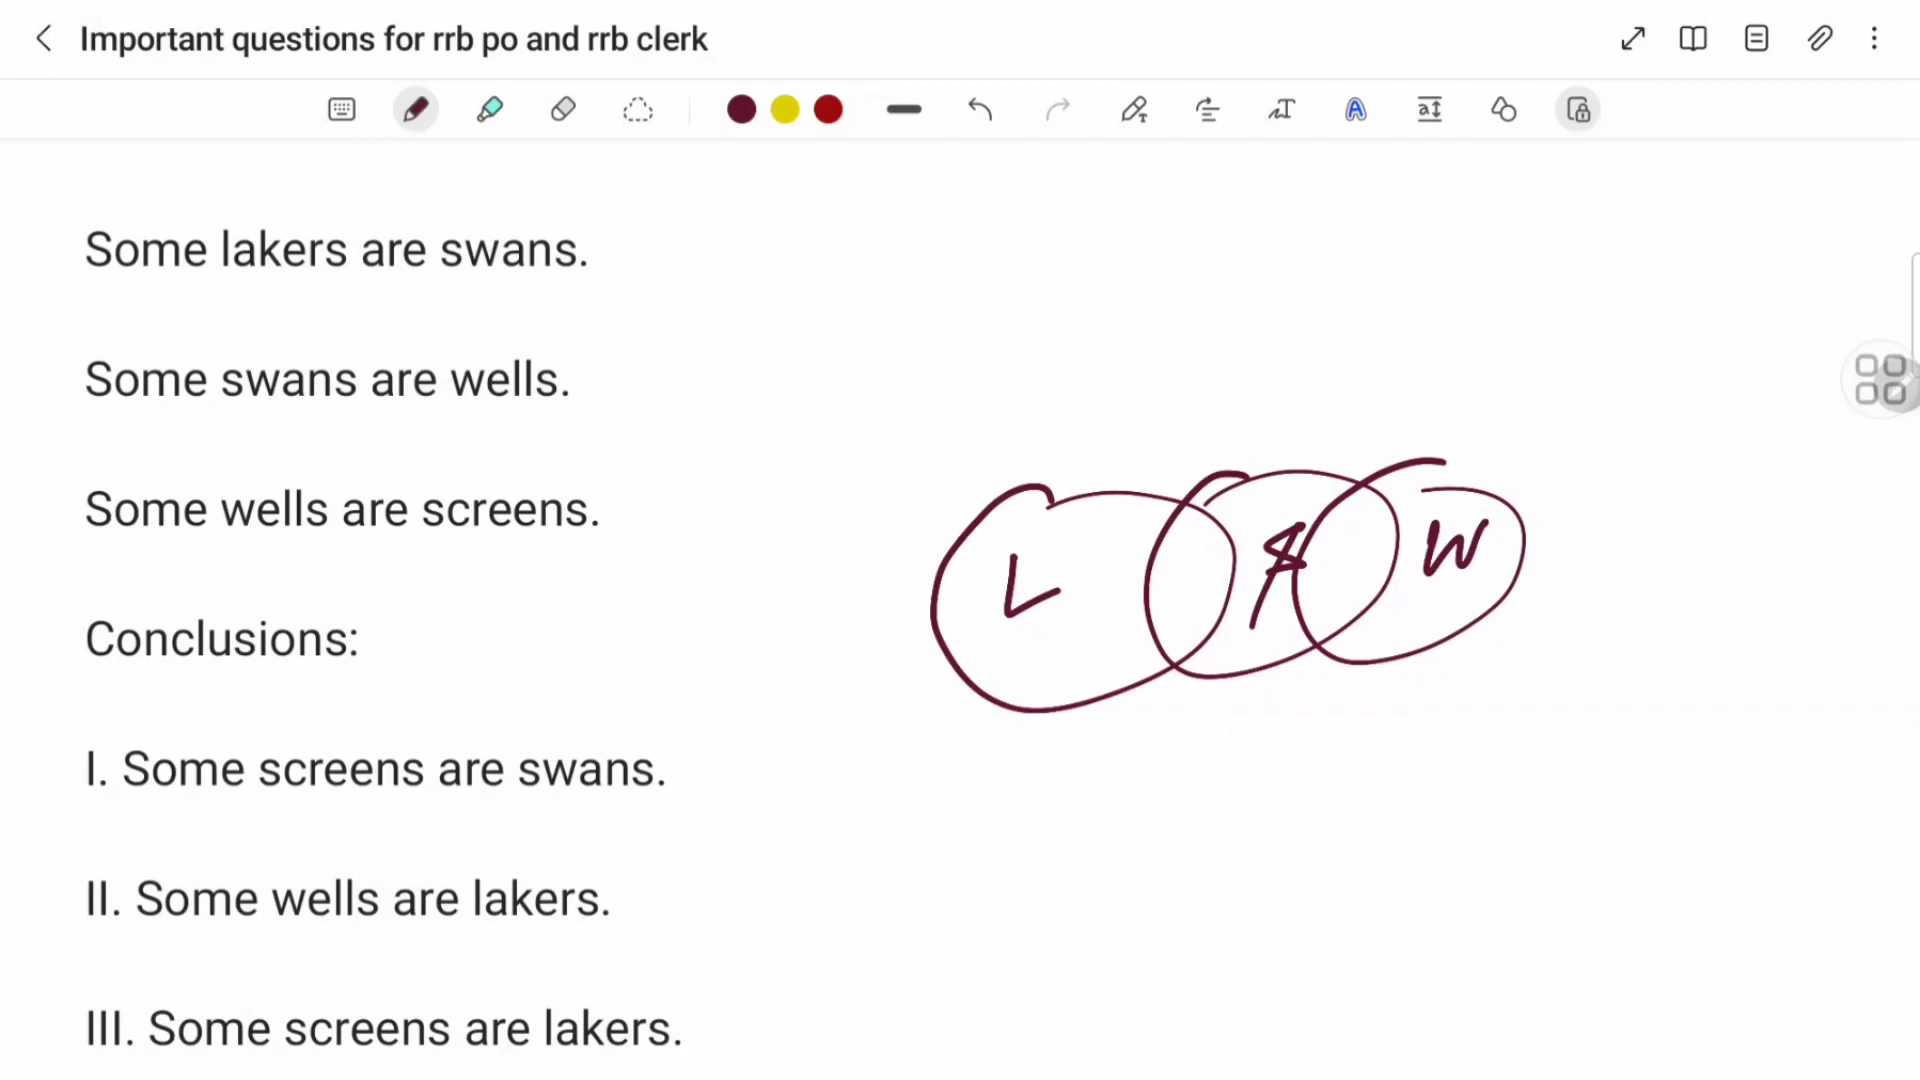 Important questions for rrb po and rrb clerk
Some lakers are swans.
Some swans are wells.
Some wells are screens.
L
W
Conclusions:
I. Some screens are swans.
II. Some wells are lakers.
III. Some screens are lakers.